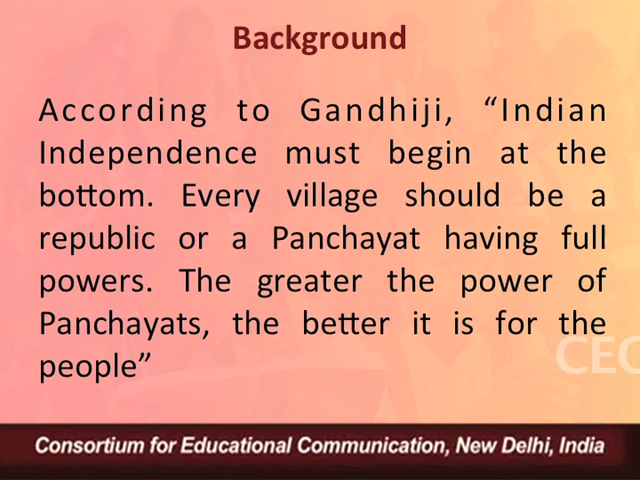 Background
According to Gandhiji, “Indian
Independence must begin at the
bottom. Every village should be a
republic or a Panchayat having full
powers. The greater the power of
Panchayats, the better it is for the
people”
CEC
Consortium for Educational Communication, New Delhi, India